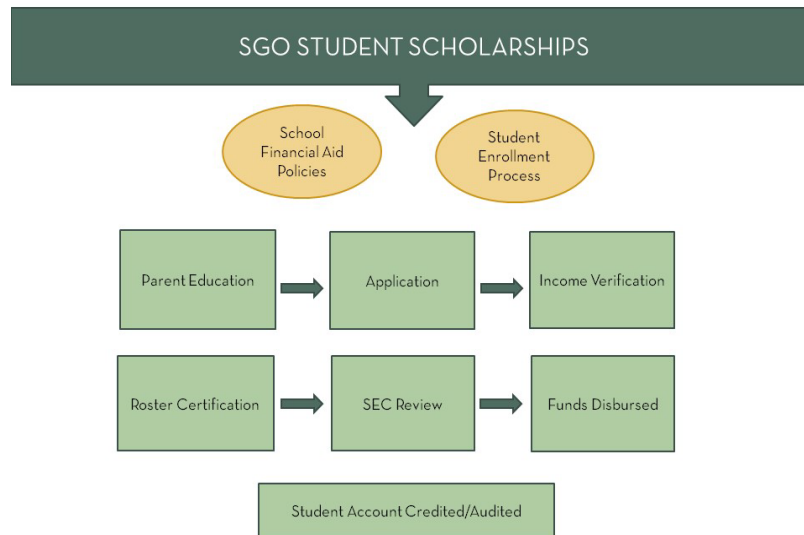 SGO STUDENT SCHOLARSHIPS
School
Financial Aid
Policies
Student
Enrollment
Process
Parent Education
Application
Income Verification
Roster Certification
SEC Review
Funds Disbursed
Student Account Credited/Audited